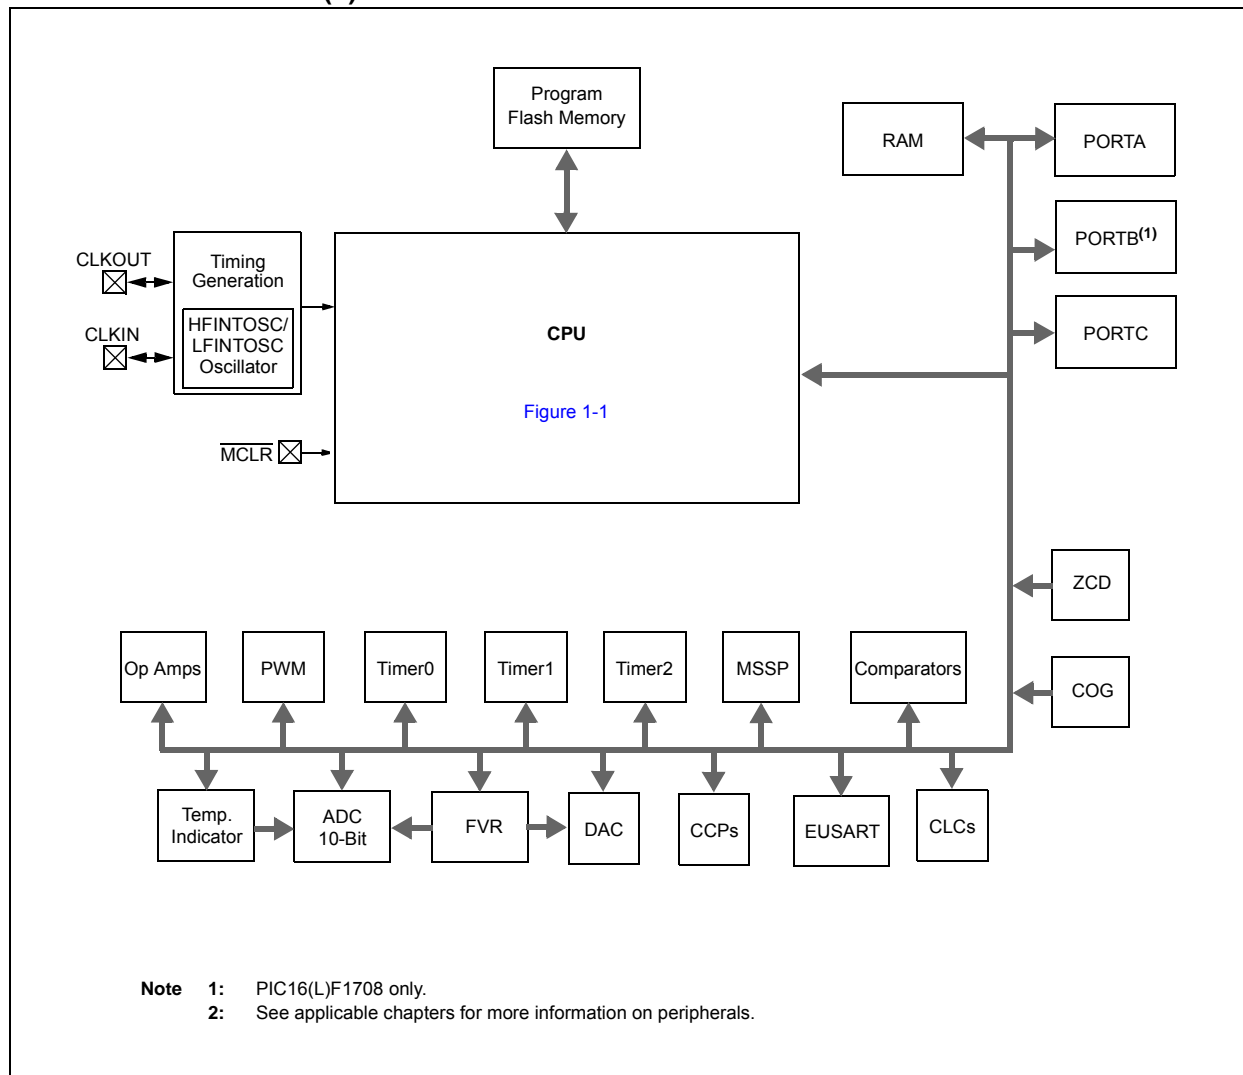 Program
Flash Memory
RAM
PORTA
PORTB(1)
PORTC
CLKOUT
CLKIN
Timing
Generation
HFINTOSC/
LFINTOSC
Oscillator
MCLR
CPU
Figure 1-1
ZCD
COG
Op Amps
PWM
Timer0
Timer1
Timer2
MSSP
Comparators
Temp.
Indicator
ADC
10-Bit
FVR
DAC
CCPs
EUSART
CLCs
Note 1: PIC16(L)F1708 only.
2: See applicable chapters for more information on peripherals.